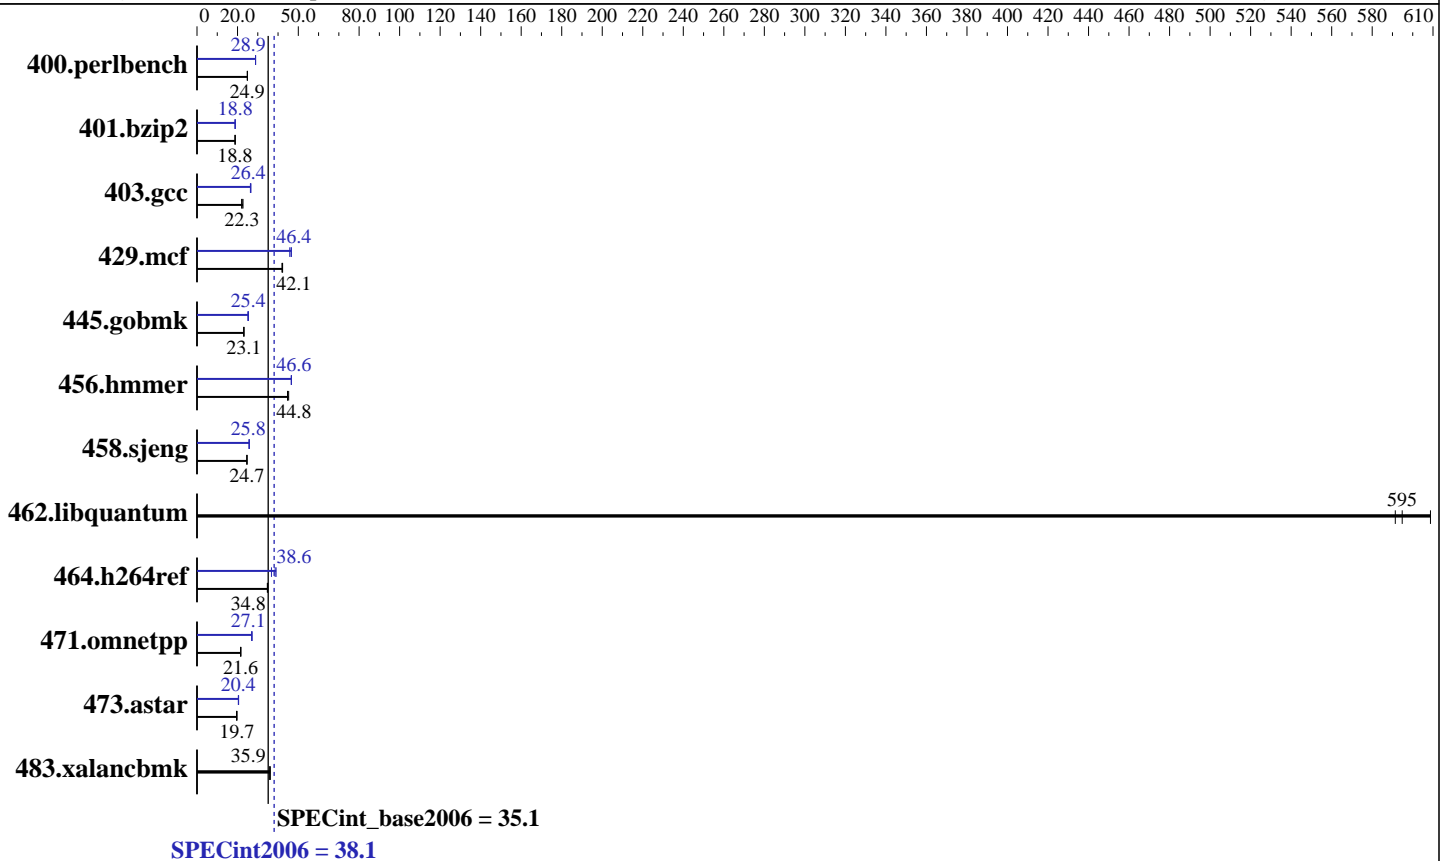 0 20.0 50.0 80.0 100 120 140 160 180 200 220 240 260 280 300 320 340 360 380 400 420 440 460 480 500 520 540 560 580 610
28.9
400.perlbench
24.9
18.8
401.bzip2
18.8
26.4
403.gcc
22.3
46.4
429.mcf
42.1
25.4
445.gobmk
23.1
46.6
456.hmmer
44.8
25.8
458.sjeng
24.7
595
462.libquantum
38.6
464.h264ref
34.8
27.1
471.omnetpp
21.6
20.4
473.astar
19.7
35.9
483.xalancbmk
SPECint_base2006 = 35.1
SPECint2006 = 38.1